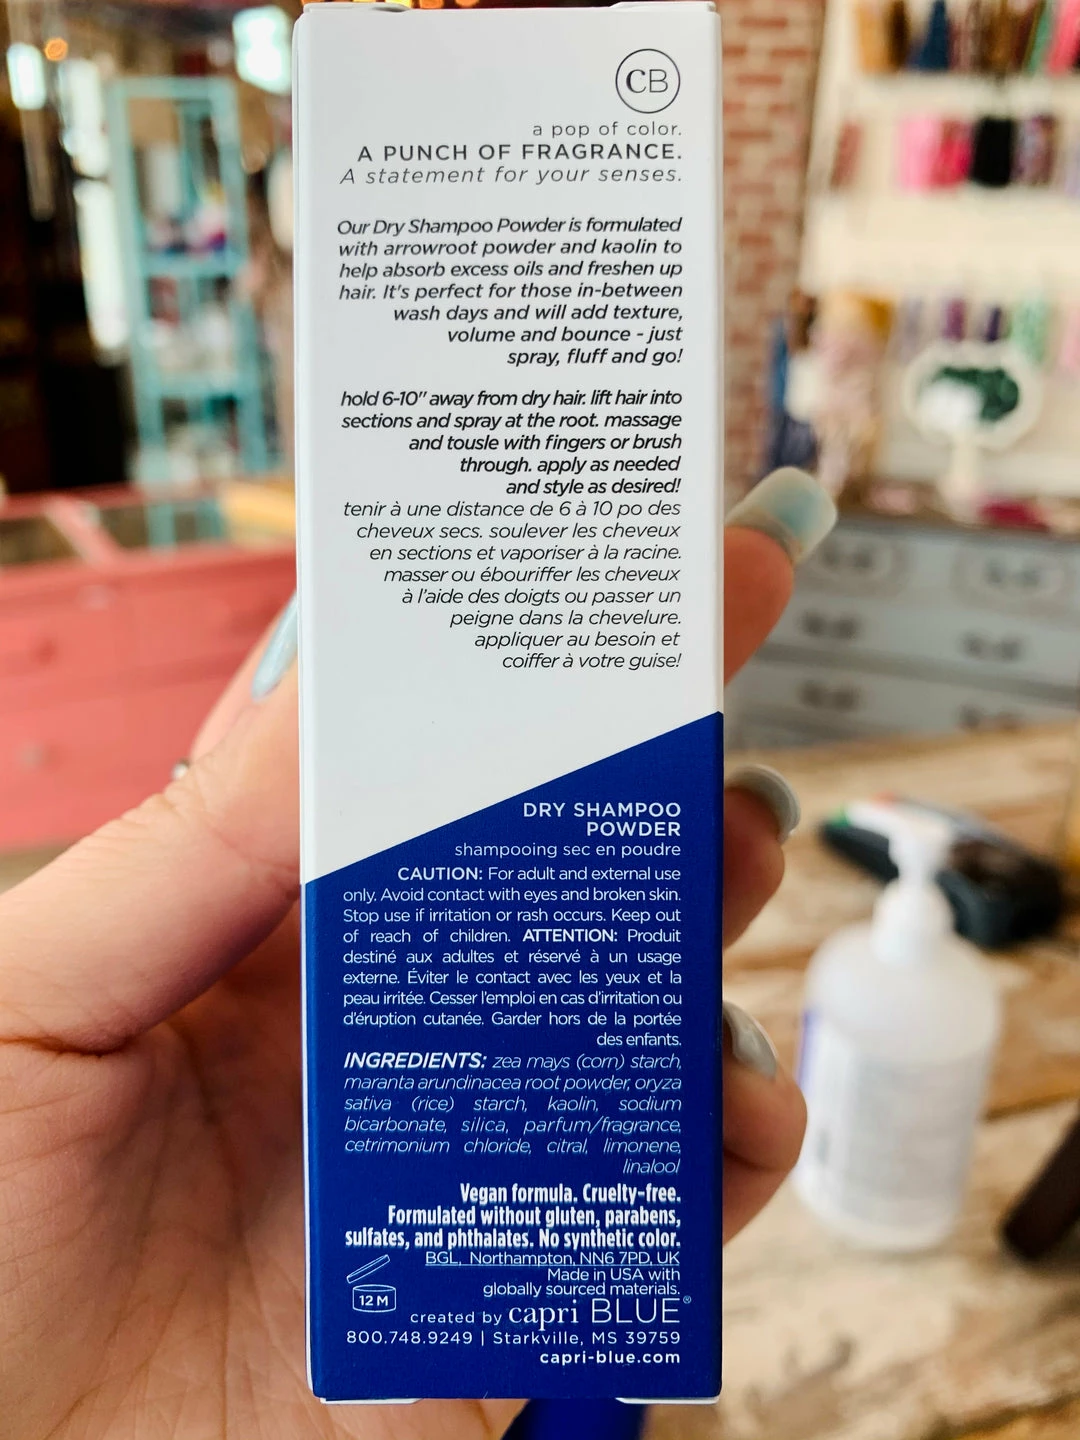 CB
a pop of color.
A PUNCH OF FRAGRANCE.
A statement for your senses.
Our Dry Shampoo Powder is formulated
with arrowroot powder and kaolin to
help absorb excess oils and freshen up
hair. It's perfect for those in-between
wash days and will add texture,
volume and bounce - just
spray, fluff and go!
hold 6-10" away from dry hair. lift hair into
sections and spray at the root. massage
and tousle with fingers or brush
through. apply as needed
and style as desired!
tenir à une distance de 6 à 10 po des
cheveux secs. soulever les cheveux
en sections et vaporiser à la racine.
masser ou ébouriffer les cheveux
à l'aide des doigts ou passer un
peigne dans la chevelure.
appliquer au besoin et
coiffer à votre guise!
DRY SHAMPOO
POWDER
shampooing sec en poudre
CAUTION: For adult and external use
only. Avoid contact with eyes and broken skin.
Stop use if irritation or rash occurs. Keep out
of reach of children. ATTENTION: Produit
destiné aux adultes et réservé à un usage
externe. Éviter le contact avec les yeux et la
peau irritée. Cesser l'emploi en cas d'irritation ou
d'éruption cutanée. Garder hors de la portée
des enfants.
INGREDIENTS: zea mays (corn) starch,
maranta arundinacea root powder, oryza
sativa (rice) starch, kaolin, sodium
bicarbonate, silica, parfum/fragrance,
cetrimonium chloride, citral, limonene,
linalool
Vegan formula. Cruelty-free.
Formulated without gluten, parabens,
sulfates, and phthalates. No synthetic color.
BGL, Northampton, NN6 7PD, UK
Made in USA with
globally sourced materials.
12 M
created by capri BLUE®
800.748.9249 | Starkville, MS 39759
capri-blue.com